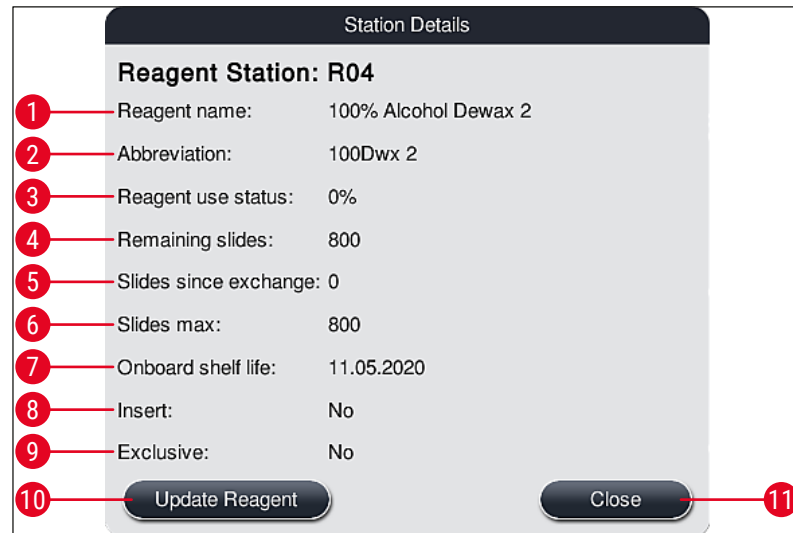 Station Details
Reagent Station: R04
1 Reagent name: 100% Alcohol Dewax 2
2 Abbreviation: 100Dwx 2
3 Reagent use status: 0%
4 Remaining slides: 800
5 Slides since exchange: 0
6 Slides max: 800
7 Onboard shelf life: 11.05.2020
8 Insert: No
9 Exclusive: No
10 Update Reagent Close 11